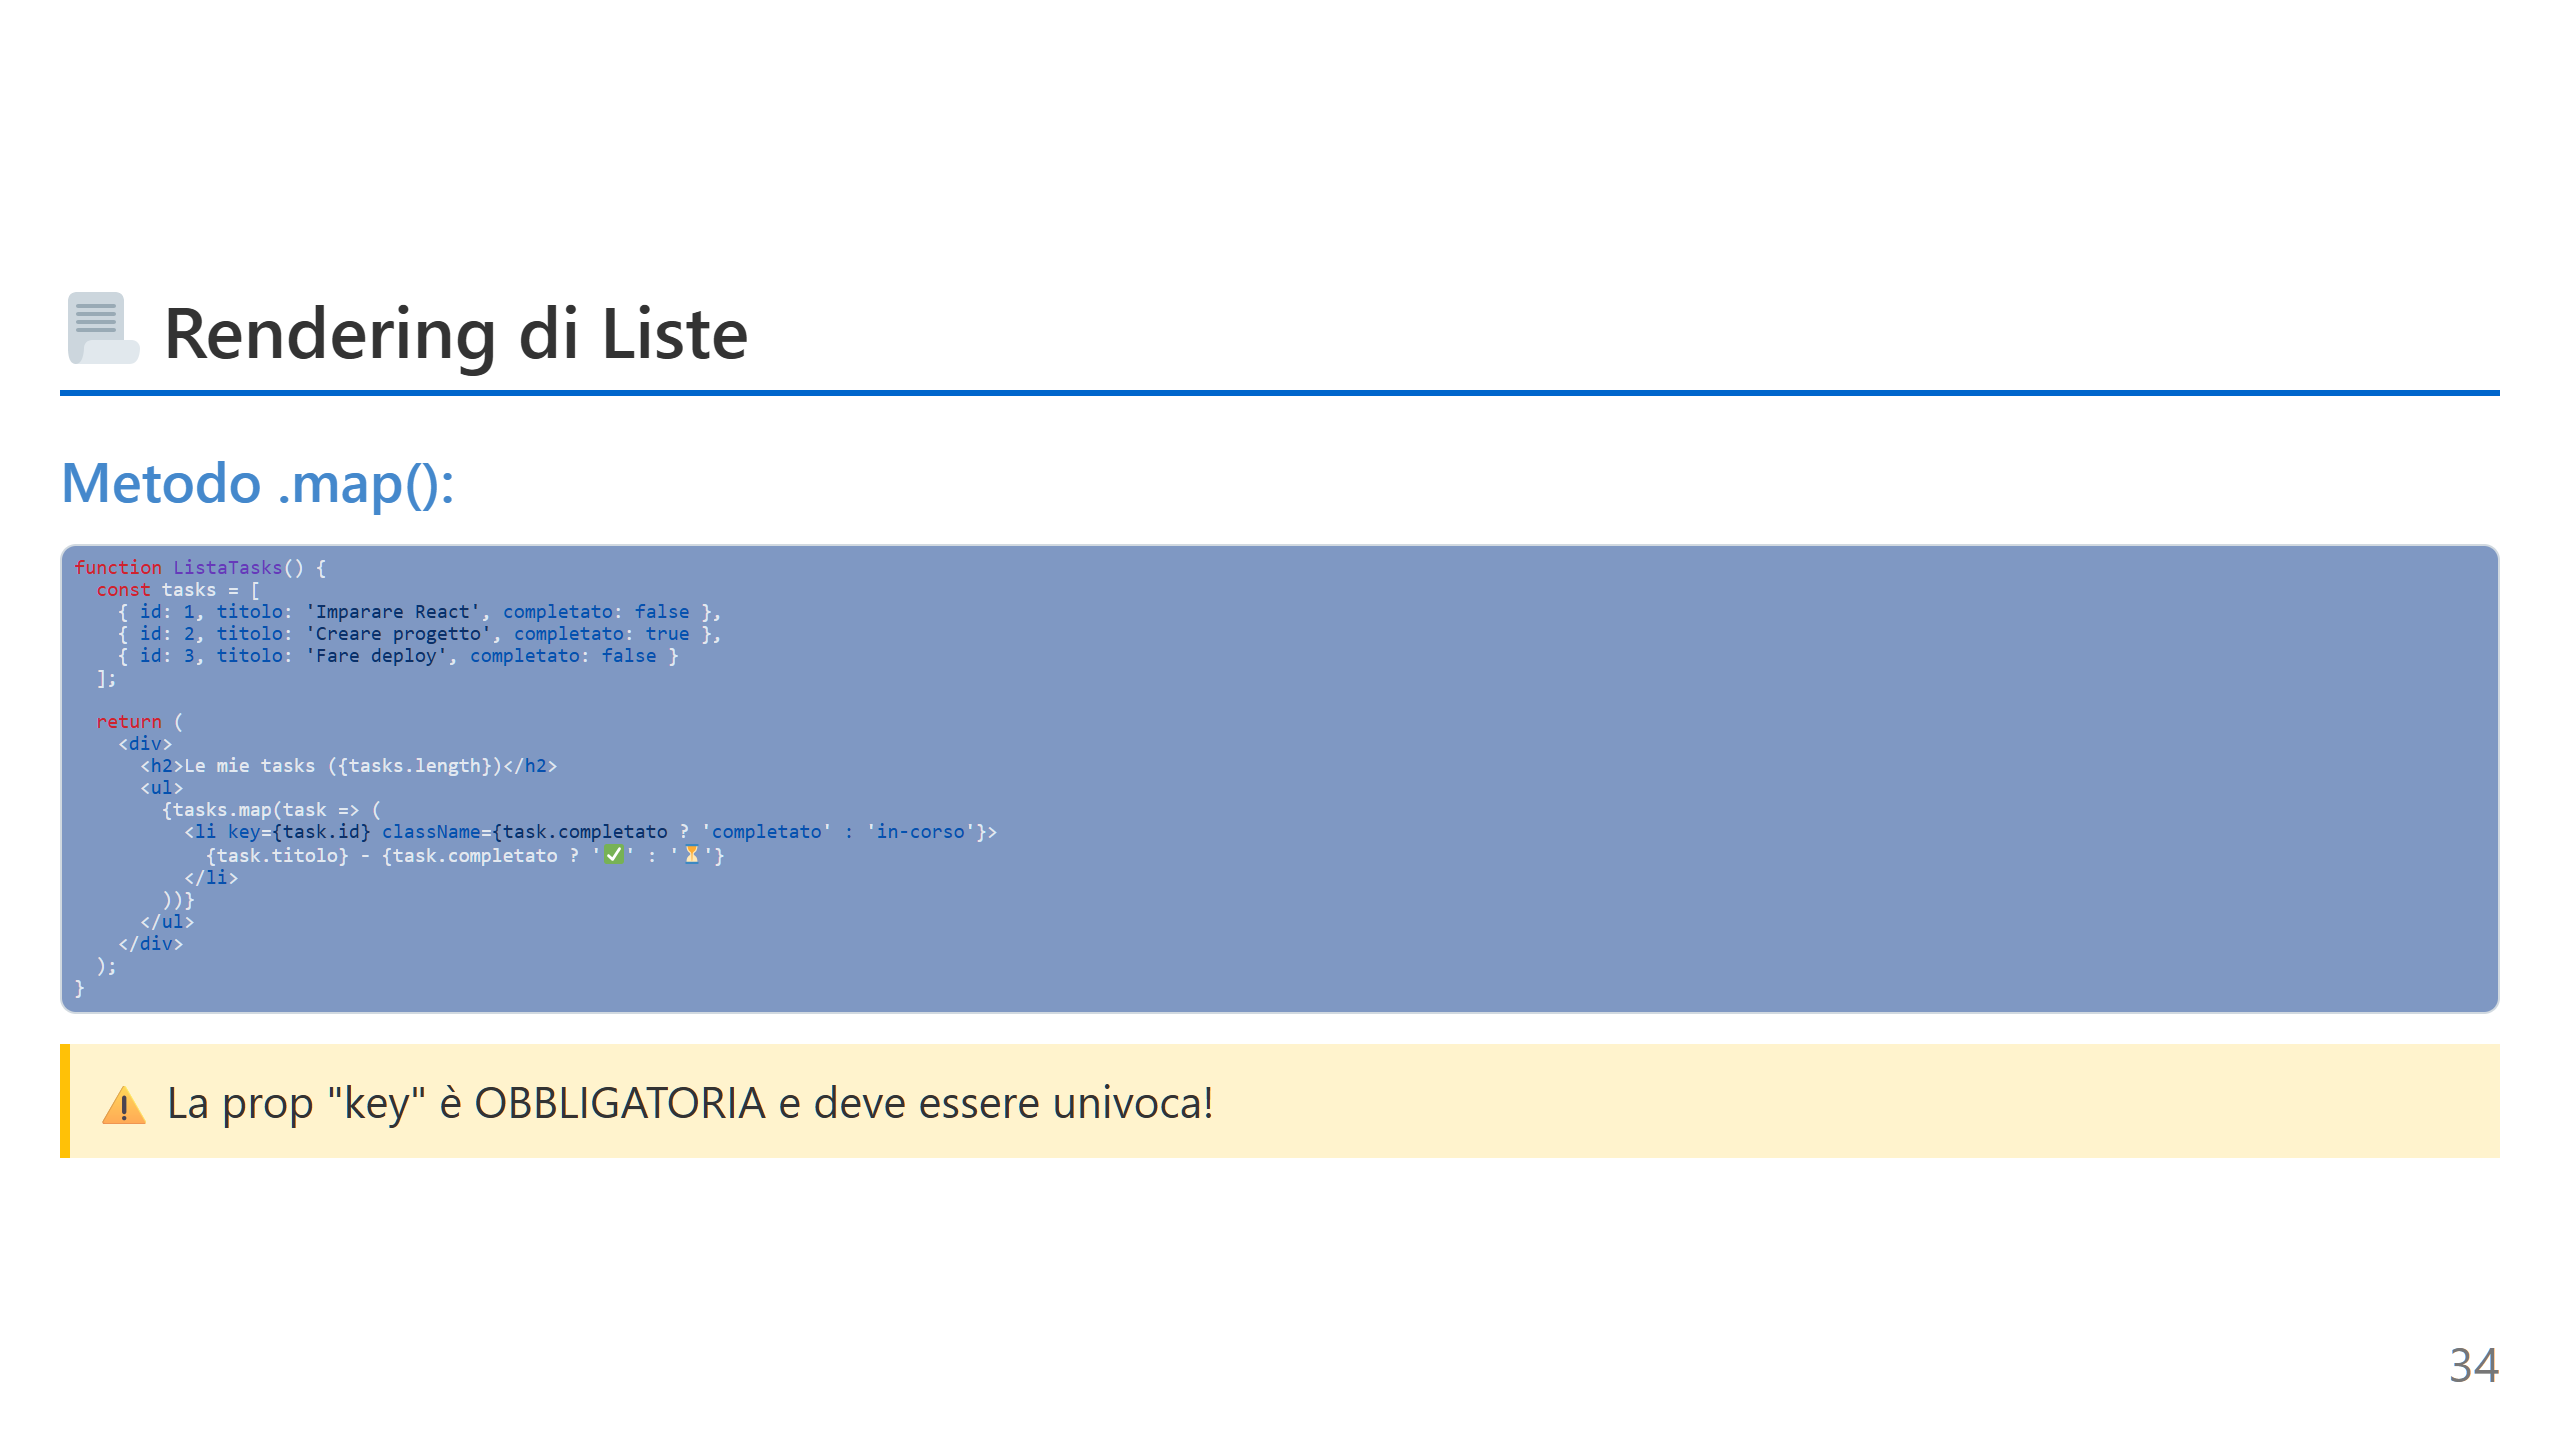 📜 Rendering di Liste
Metodo .map():
function ListaTasks() {
  const tasks = [
    { id: 1, titolo: 'Imparare React', completato: false },
    { id: 2, titolo: 'Creare progetto', completato: true },
    { id: 3, titolo: 'Fare deploy', completato: false }
  ];
  return (
    <div>
      <h2>Le mie tasks ({tasks.length})</h2>
      <ul>
        {tasks.map(task => (
          <li key={task.id} className={task.completato ? 'completato' : 'in-corso'}>
            {task.titolo} - {task.completato ? '✅' : '⏳'}
          </li>
        ))}
      </ul>
    </div>
  );
}
⚠️ La prop "key" è OBBLIGATORIA e deve essere univoca!
34